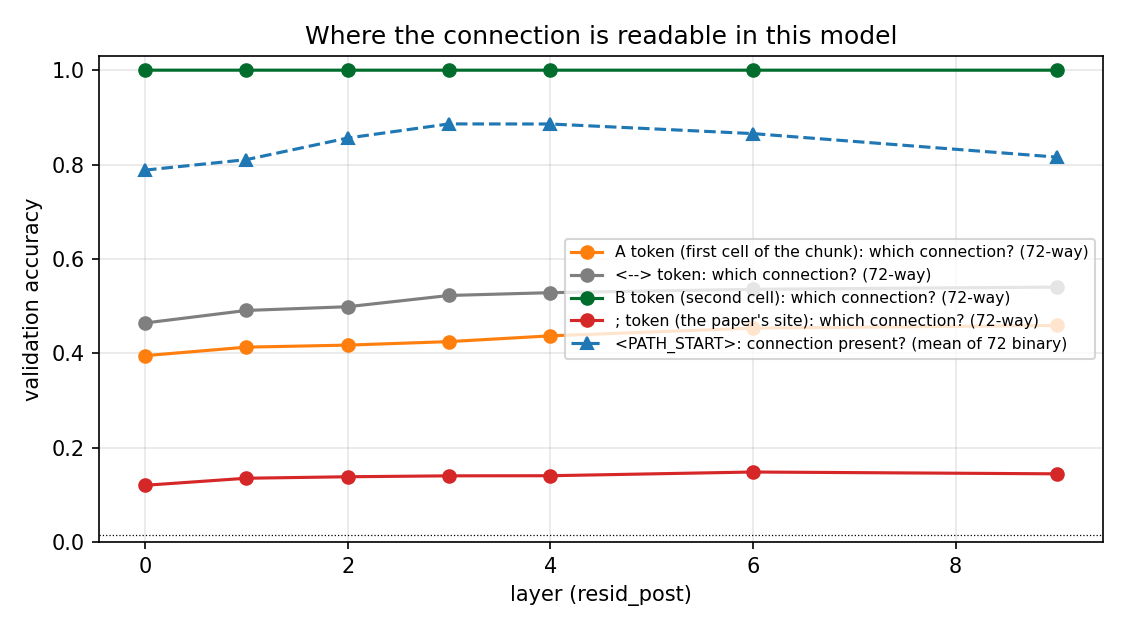 Where the connection is readable in this model
validation accuracy
1.0
0.8
0.6
0.4
0.2
0.0
A token (first cell of the chunk): which connection? (72-way)
<--> token: which connection? (72-way)
B token (second cell): which connection? (72-way)
; token (the paper's site): which connection? (72-way)
<PATH_START>: connection present? (mean of 72 binary)
0
2
4
6
8
layer (resid_post)